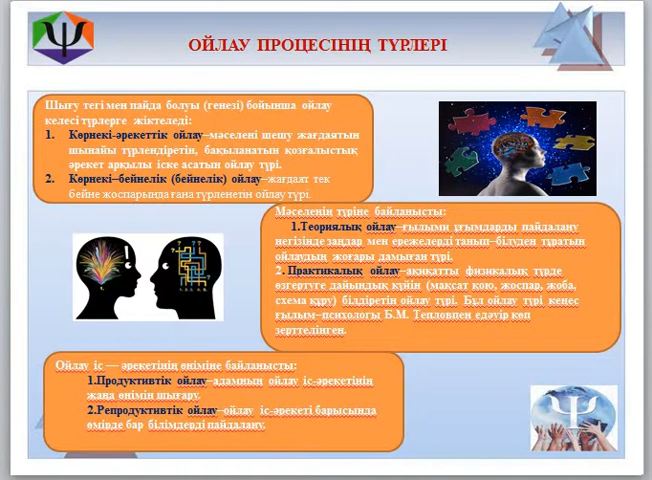 ОЙЛАУ ПРОЦЕСІНІҢ ТҮРЛЕРІ
Шығу тегі мен пайда болуы (генезі) бойынша ойлау
келесі түрлерге жіктеледі:
1. Көрнекі-әрекеттік ойлау–мәселені шешу жағдаятын
шынайы түрлендіретін, бақыланатын қозғалыстық
әрекет арқылы іске асатын ойлау түрі.
2. Көрнекі–бейнелік (бейнелік) ойлау–жағдаят тек
бейне жоспарында ғана түрленетін ойлау түрі.
Мәселенің түріне байланысты:
1.Теориялық ойлау–ғылыми ұғымдарды пайдалану
негізінде заңдар мен ережелерді танып–білуден тұратын
ойлаудың жоғары дамыған түрі.
2. Практикалық ойлау–ақиқатты физикалық түрде
өзгертуге дайындық күйін (мақсат қою, жоспар, жоба,
схема құру) білдіретін ойлау түрі. Бұл ойлау түрі кеңес
ғылым–психологы Б.М. Тепловпен едәуір көп
зерттелінген.
Ойлау іс — әрекетінің өніміне байланысты:
1.Продуктивтік ойлау–адамның ойлау іс-әрекетінің
жаңа өнімін шығару.
2.Репродуктивтік ойлау–ойлау іс-әрекеті барысында
өмірде бар білімдерді пайдалану.